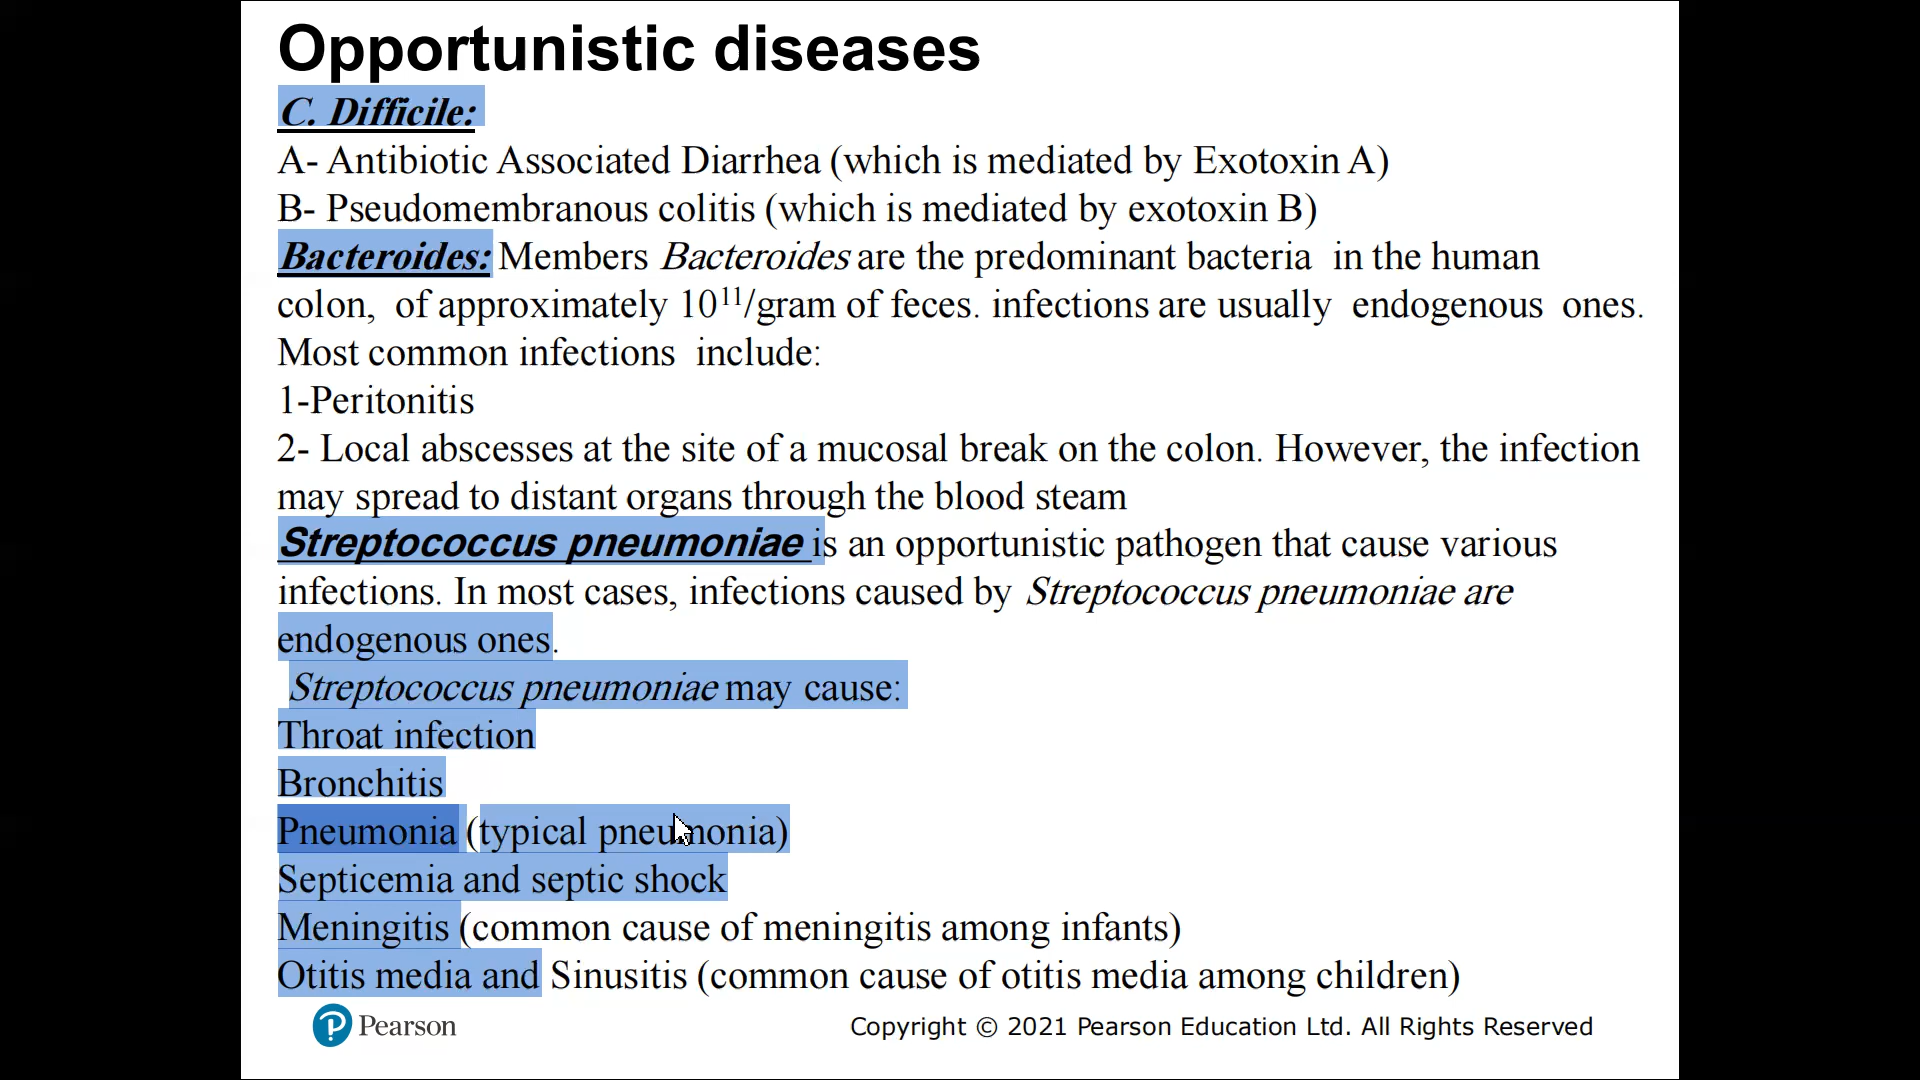 Opportunistic diseases
C. Difficile:
A- Antibiotic Associated Diarrhea (which is mediated by Exotoxin A)
B- Pseudomembranous colitis (which is mediated by exotoxin B)
Bacteroides: Members Bacteroides are the predominant bacteria in the human
colon, of approximately 10¹¹/gram of feces. infections are usually endogenous ones.
Most common infections include:
1-Peritonitis
2- Local abscesses at the site of a mucosal break on the colon. However, the infection
may spread to distant organs through the blood steam
Streptococcus pneumoniae is an opportunistic pathogen that cause various
infections. In most cases, infections caused by Streptococcus pneumoniae are
endogenous ones.
Streptococcus pneumoniae may cause:
Throat infection
Bronchitis
Pneumonia (typical pneumonia)
Septicemia and septic shock
Meningitis (common cause of meningitis among infants)
Otitis media and Sinusitis (common cause of otitis media among children)
Pearson
Copyright © 2021 Pearson Education Ltd. All Rights Reserved